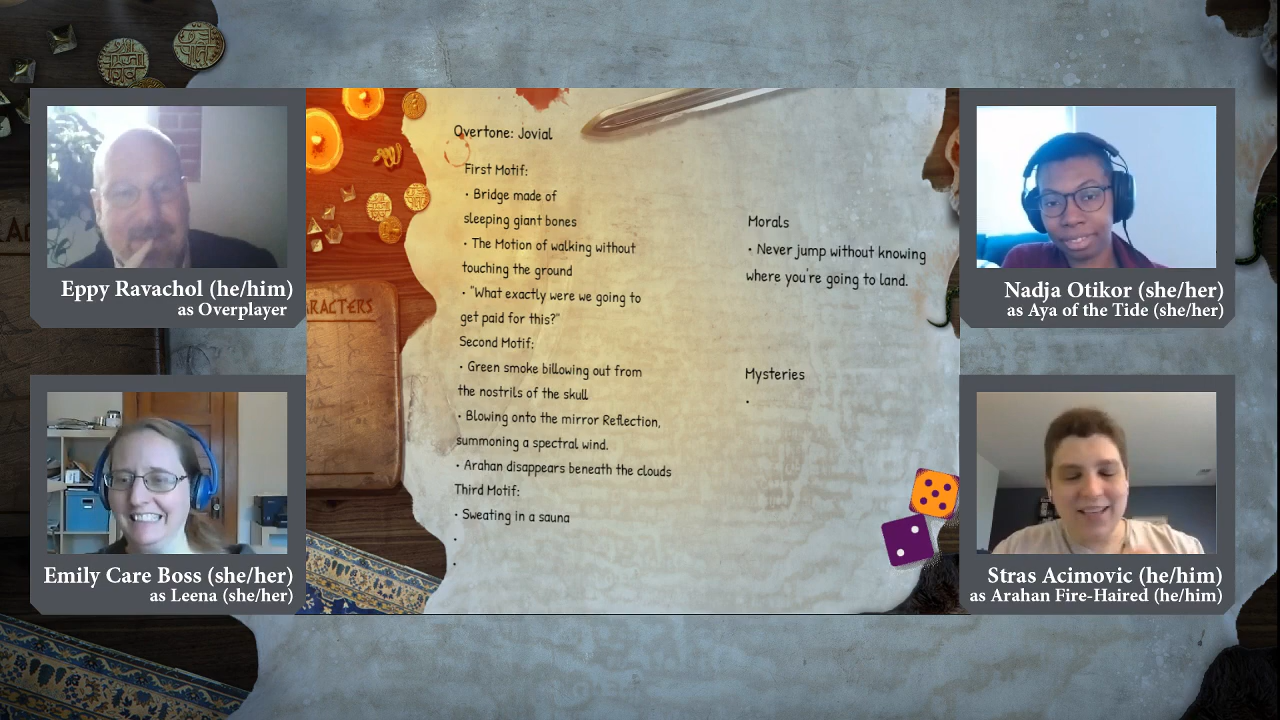 Eppy Ravachol (he/him)
as Overplayer
Emily Care Boss (she/her)
as Leena (she/her)
RACTERS
Overtone: Jovial
First Motif:
• Bridge made of
sleeping giant bones
• The Motion of walking without
touching the ground
• "What exactly were we going to
get paid for this?"
Second Motif:
• Green smoke billowing out from
the nostrils of the skull
• Blowing onto the mirror Reflection,
summoning a spectral wind.
• Arahan disappears beneath the clouds
Third Motif:
• Sweating in a sauna
•
•
Morals
• Never jump without knowing
where you're going to land.
Mysteries
•
Nadja Otikor (she/her)
as Aya of the Tide (she/her)
Stras Acimovic (he/him)
as Arahan Fire-Haired (he/him)